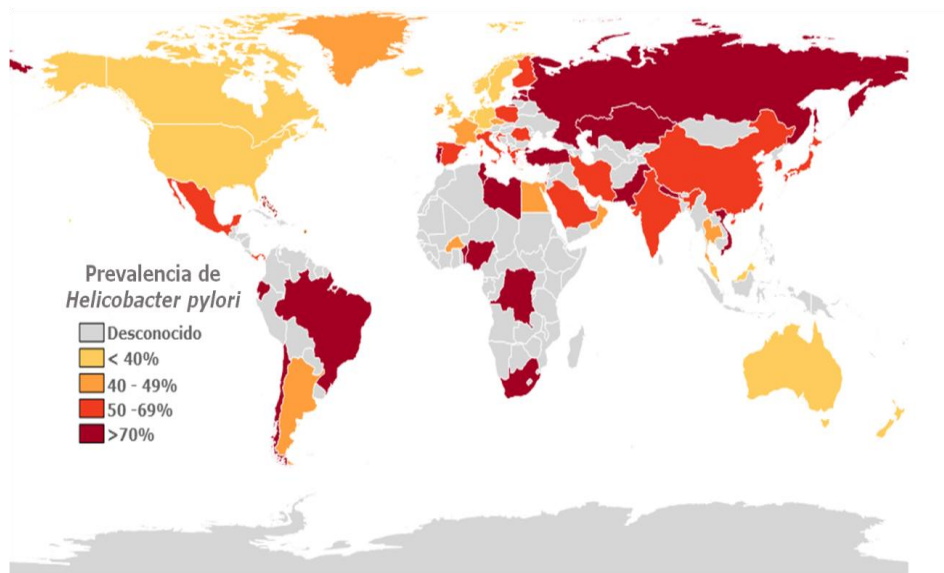 Prevalencia de
Helicobacter pylori
Desconocido
< 40%
40 - 49%
50 -69%
>70%